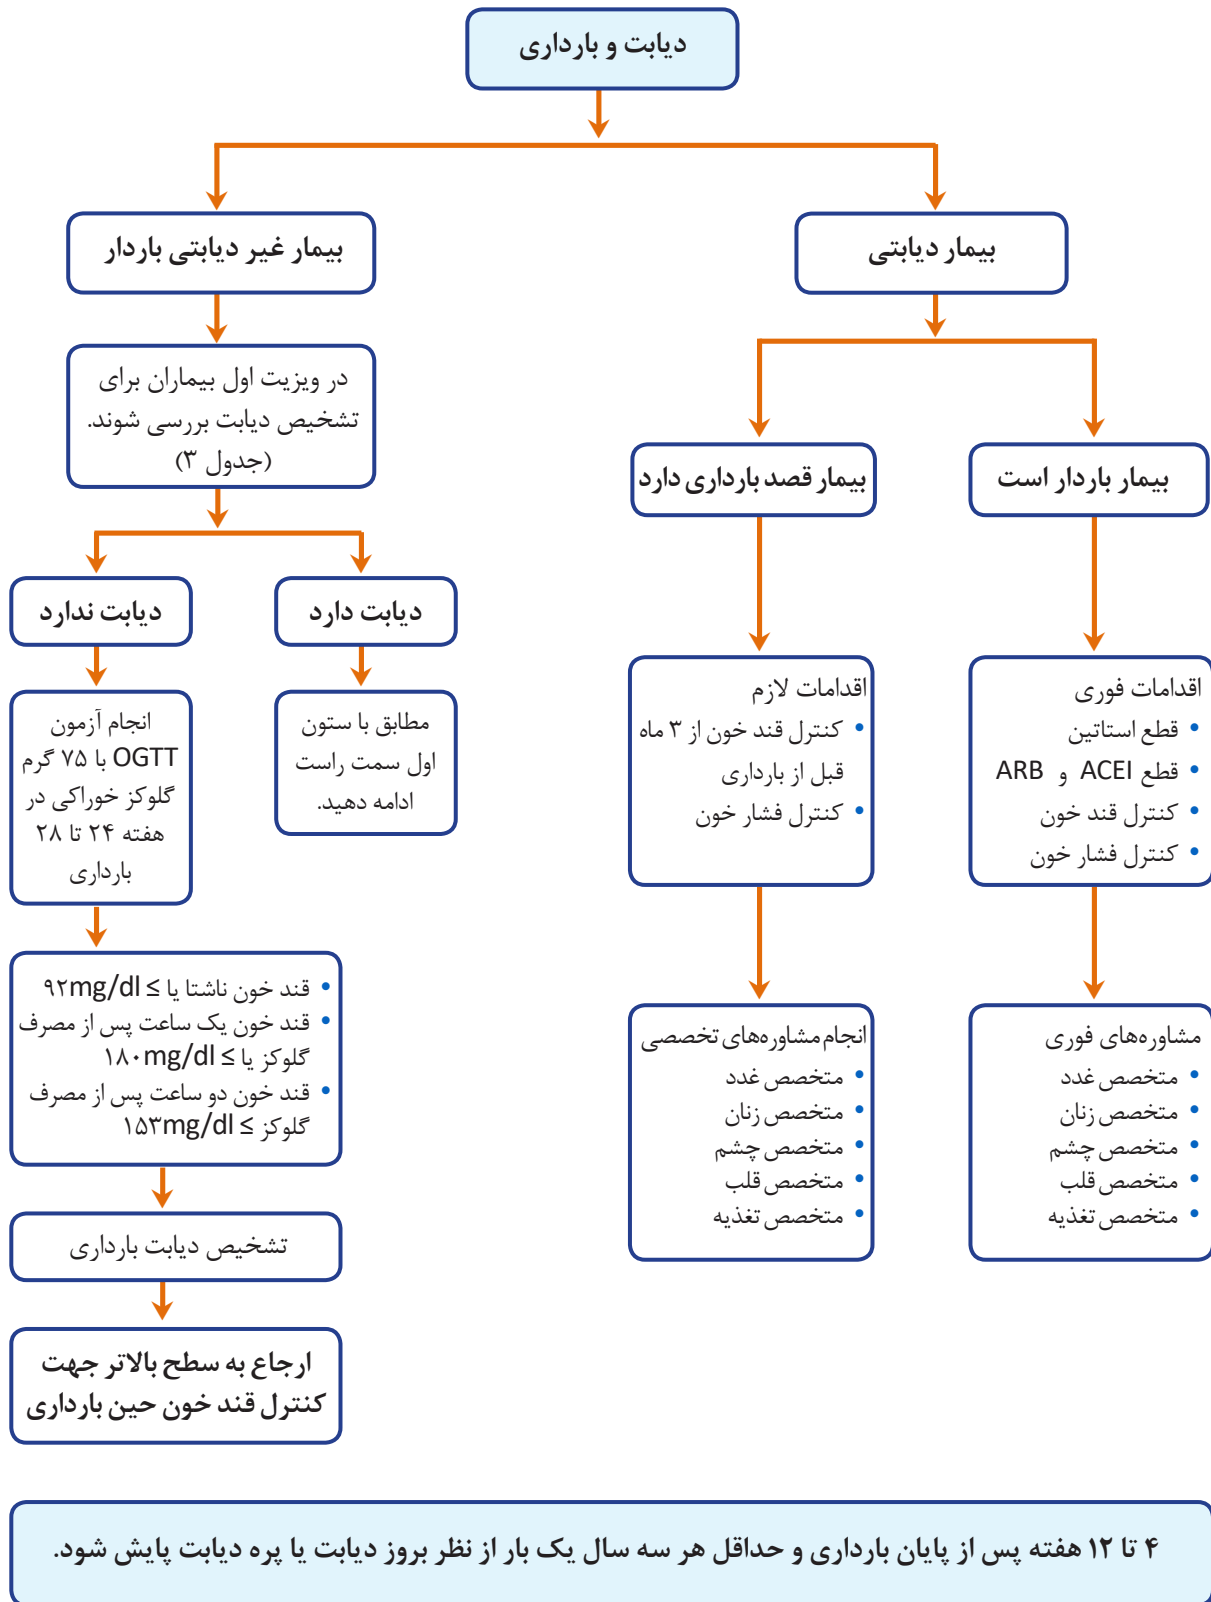 دیابت و بارداری
بیمار دیابتی
بیمار غیر دیابتی باردار
بیمار باردار است
بیمار قصد بارداری دارد
در ویزیت اول بیماران برای
تشخیص دیابت بررسی شوند.
(جدول ۳)
دیابت دارد
دیابت ندارد
اقدامات فوری
• قطع استاتین
• قطع ACEI و ARB
• کنترل قند خون
• کنترل فشار خون
اقدامات لازم
• کنترل قند خون از ۳ ماه
قبل از بارداری
• کنترل فشار خون
مطابق با ستون
اول سمت راست
ادامه دهید.
انجام آزمون
OGTT با ۷۵ گرم
گلوکز خوراکی در
هفته ۲۴ تا ۲۸
بارداری
مشاوره‌های فوری
• متخصص غدد
• متخصص زنان
• متخصص چشم
• متخصص قلب
• متخصص تغذیه
انجام مشاوره‌های تخصصی
• متخصص غدد
• متخصص زنان
• متخصص چشم
• متخصص قلب
• متخصص تغذیه
• قند خون ناشتا یا ≥ ۹۲mg/dl
• قند خون یک ساعت پس از مصرف
گلوکز یا ≥ ۱۸۰mg/dl
• قند خون دو ساعت پس از مصرف
گلوکز ≥ ۱۵۳mg/dl
تشخیص دیابت بارداری
ارجاع به سطح بالاتر جهت
کنترل قند خون حین بارداری
۴ تا ۱۲ هفته پس از پایان بارداری و حداقل هر سه سال یک بار از نظر بروز دیابت یا پره دیابت پایش شود.